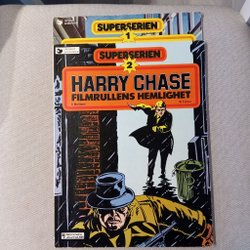 SUPERSERIEN
1
SUPERSERIEN
2
HARRY CHASE
FILMRULLENS HEMLIGHET